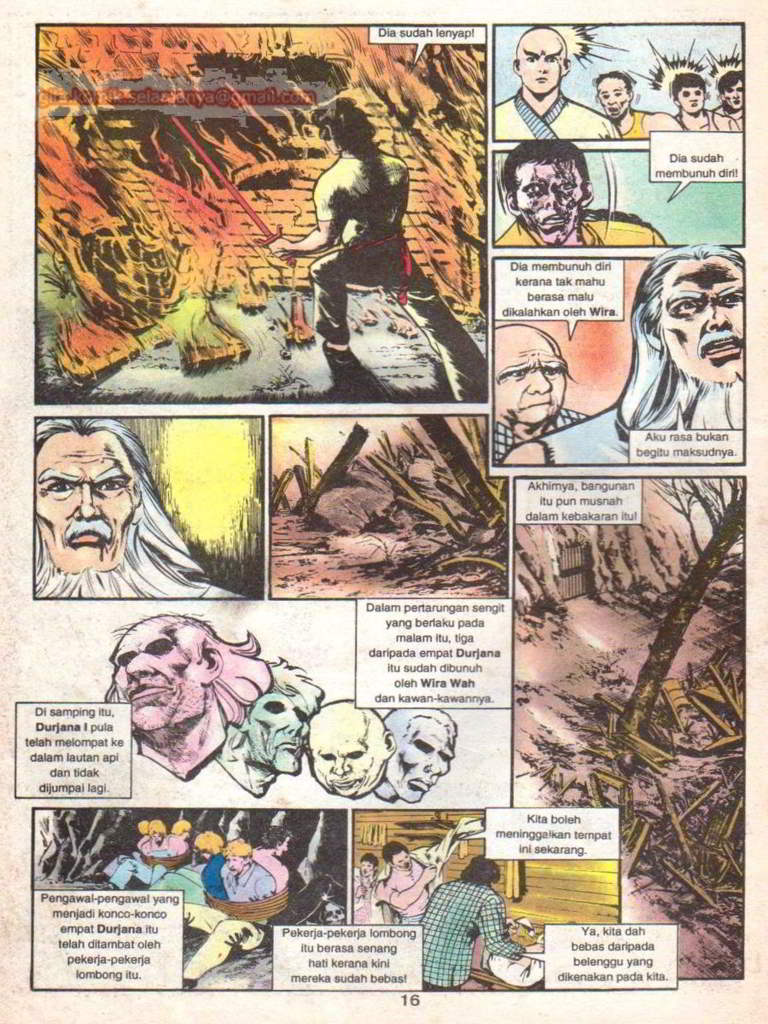 Dia sudah lenyap!
Dia sudah
membunuh diri!
Dia membunuh diri
kerana tak mahu
berasa malu
dikalahkan oleh Wira.
Aku rasa bukan
begitu maksudnya.
Akhirnya, bangunan
itu pun musnah
dalam kebakaran itu!
Dalam pertarungan sengit
yang berlaku pada
malam itu, tiga
daripada empat Durjana
itu sudah dibunuh
oleh Wira Wah
dan kawan-kawannya.
Di samping itu,
Durjana I pula
telah melompat ke
dalam lautan api
dan tidak
dijumpai lagi.
Pengawal-pengawal yang
menjadi konco-konco
empat Durjana itu
telah ditambat oleh
pekerja-pekerja
lombong itu.
Pekerja-pekerja lombong
itu berasa senang
hati kerana kini
mereka sudah bebas!
Kita boleh
meninggalkan tempat
ini sekarang.
Ya, kita dah
bebas daripada
belenggu yang
dikenakan pada kita.
16